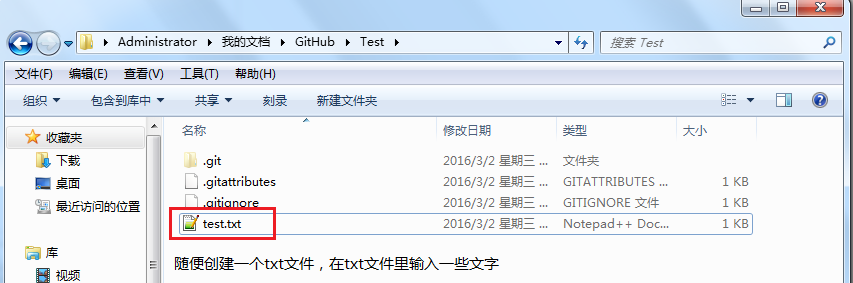 Administrator 我的文档 GitHub Test
搜索 Test
文件(F) 编辑(E) 查看(V) 工具(T) 帮助(H)
组织 包含到库中 共享 刻录 新建文件夹
收藏夹
下载
桌面
最近访问的位置
库
视频
名称 修改日期 类型 大小
.git 2016/3/2 星期三 ... 文件夹
.gitattributes 2016/3/2 星期三 ... GITATTRIBUTES ... 1 KB
.gitignore 2016/3/2 星期三 ... GITIGNORE 文件 1 KB
test.txt 2016/3/2 星期三 ... Notepad++ Doc... 1 KB
随便创建一个txt文件，在txt文件里输入一些文字